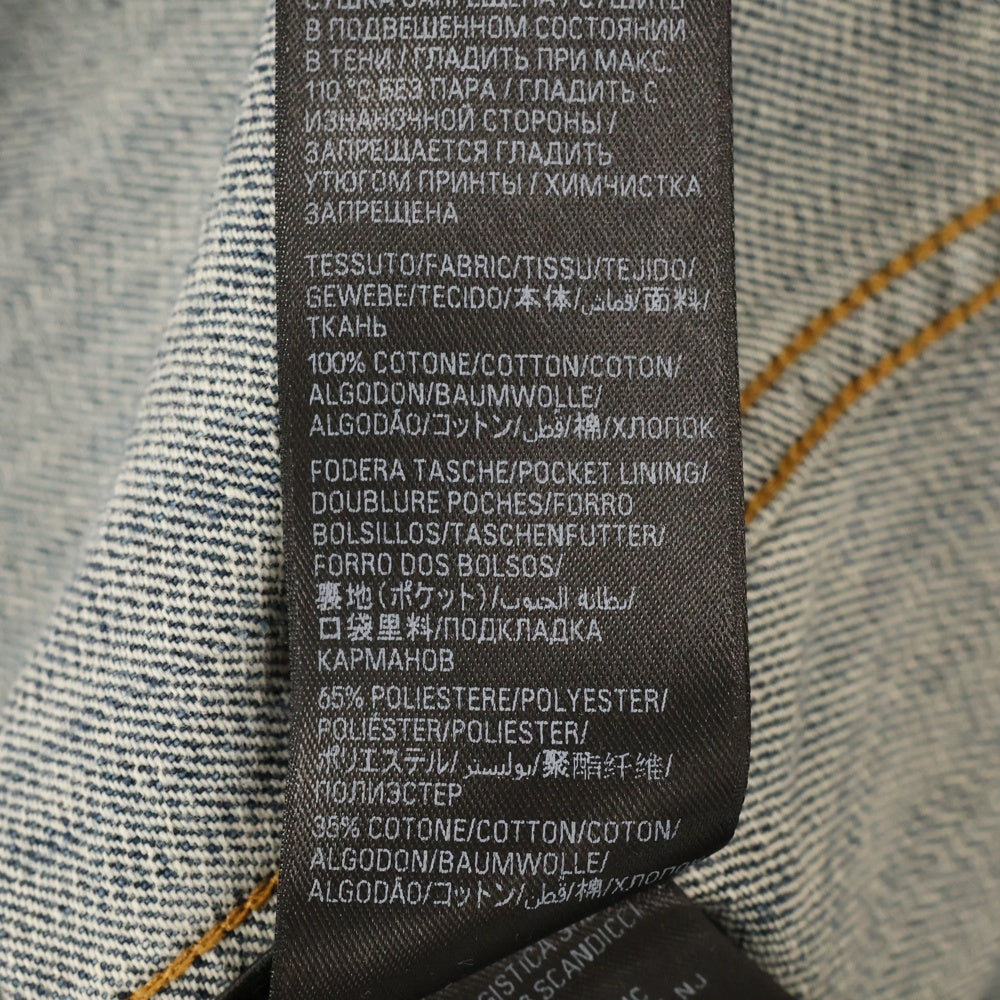 СУШКА ЗАПРЕЩЕНА / СУШИТЬ
В ПОДВЕШЕННОМ СОСТОЯНИИ
В ТЕНИ / ГЛАДИТЬ ПРИ МАКС.
110 °C БЕЗ ПАРА / ГЛАДИТЬ С
ИЗНАНОЧНОЙ СТОРОНЫ /
ЗАПРЕЩАЕТСЯ ГЛАДИТЬ
УТЮГОМ ПРИНТЫ / ХИМЧИСТКА
ЗАПРЕЩЕНА
TESSUTO/FABRIC/TISSU/TEJIDO/
GEWEBE/TECIDO/本体/قماش/面料/
ТКАНЬ
100% COTONE/COTTON/COTON/
ALGODON/BAUMWOLLE/
ALGODÃO/コットン/قطن/棉/ХЛОПОК
FODERA TASCHE/POCKET LINING/
DOUBLURE POCHES/FORRO
BOLSILLOS/TASCHENFUTTER/
FORRO DOS BOLSOS/
裏地(ポケット)/بطانة الجيوب/
口袋里料/ПОДКЛАДКА
КАРМАНОВ
65% POLIESTERE/POLYESTER/
POLIÉSTER/POLIESTER/
ポリエステル/بوليستر/聚酯纤维/
ПОЛИЭСТЕР
35% COTONE/COTTON/COTON/
ALGODON/BAUMWOLLE/
ALGODÃO/コットン/قطن/棉/ХЛОПОК
SCANDICCI
NJ